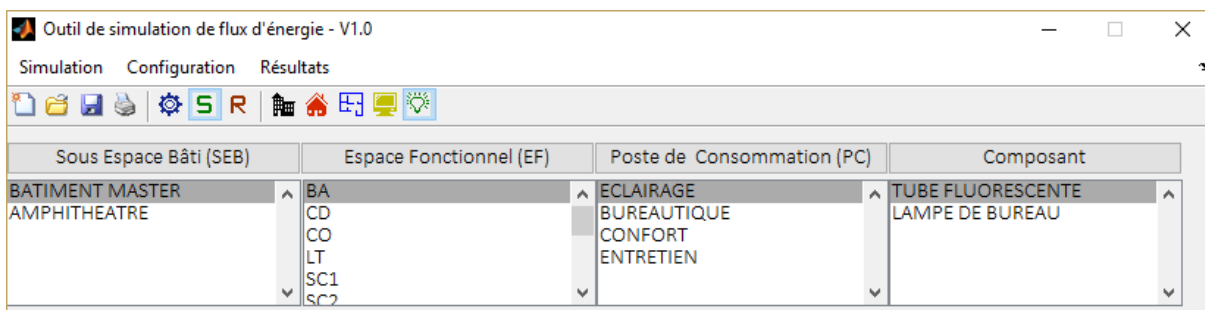 Outil de simulation de flux d'énergie - V1.0
Simulation Configuration Résultats
S R
Sous Espace Bâti (SEB) Espace Fonctionnel (EF) Poste de Consommation (PC) Composant
BATIMENT MASTER BA ECLAIRAGE TUBE FLUORESCENTE
AMPHITHEATRE CD BUREAUTIQUE LAMPE DE BUREAU
CO CONFORT
LT ENTRETIEN
SC1
SC2